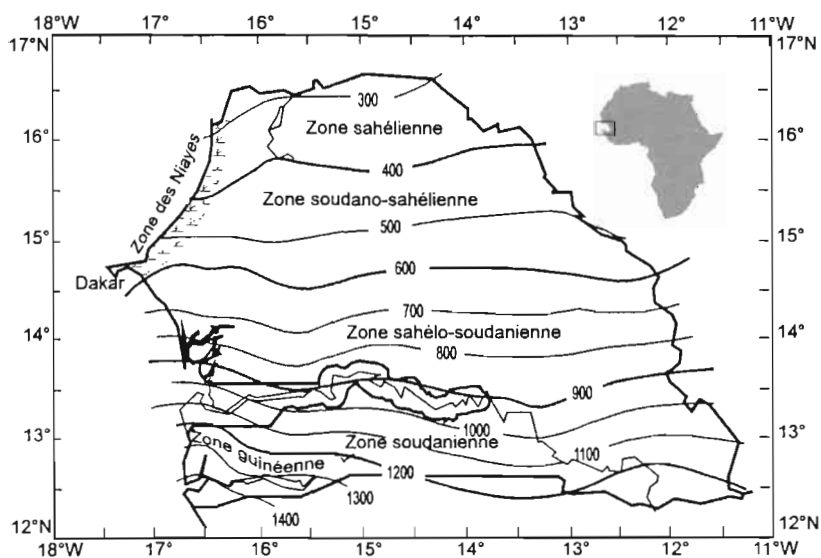 18°W 17° 16° 15° 14° 13° 12° 11°W
17°N 17°N
300
Zone sahélienne
16° 16°
Zone des Niayes
400
Zone soudano-sahélienne
500
15° 15°
600
Dakar
700
Zone sahélo-soudanienne
14° 14°
800
900
1000
13° 13°
Zone soudanienne
Zone guinéenne
1100
1200
1300
1400
12°N 12°N
18°W 17° 16° 15° 14° 13° 12° 11°W